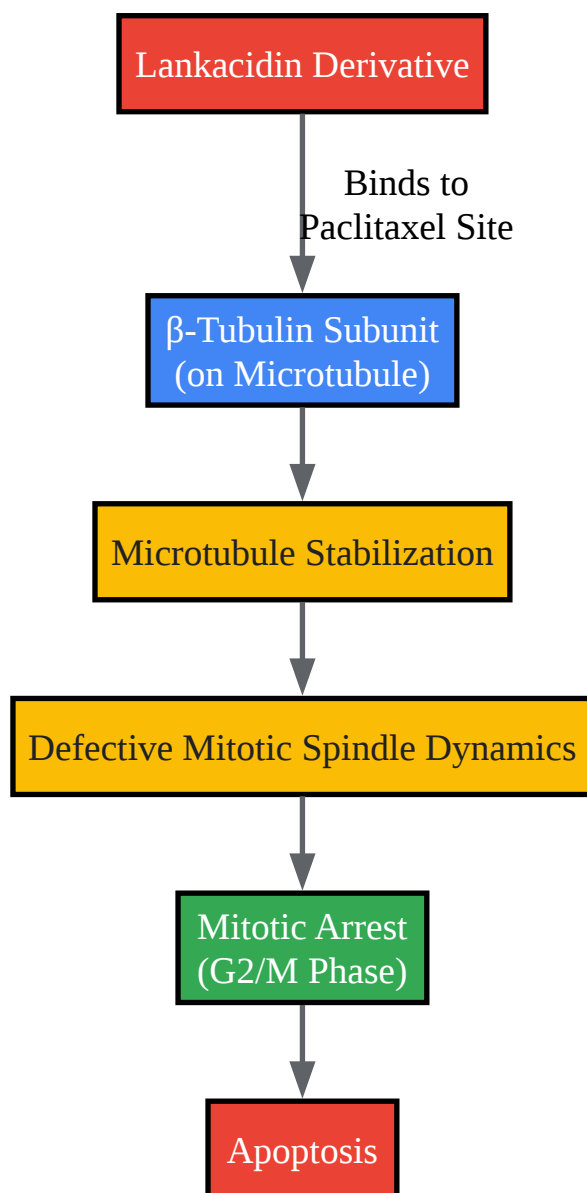 Lankacidin Derivative
Binds to
Paclitaxel Site
β-Tubulin Subunit
(on Microtubule)
Microtubule Stabilization
Defective Mitotic Spindle Dynamics
Mitotic Arrest
(G2/M Phase)
Apoptosis